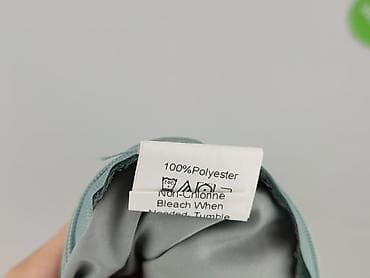 100%Polyester
Non-Chlorine
Bleach When
Needed, Tumble